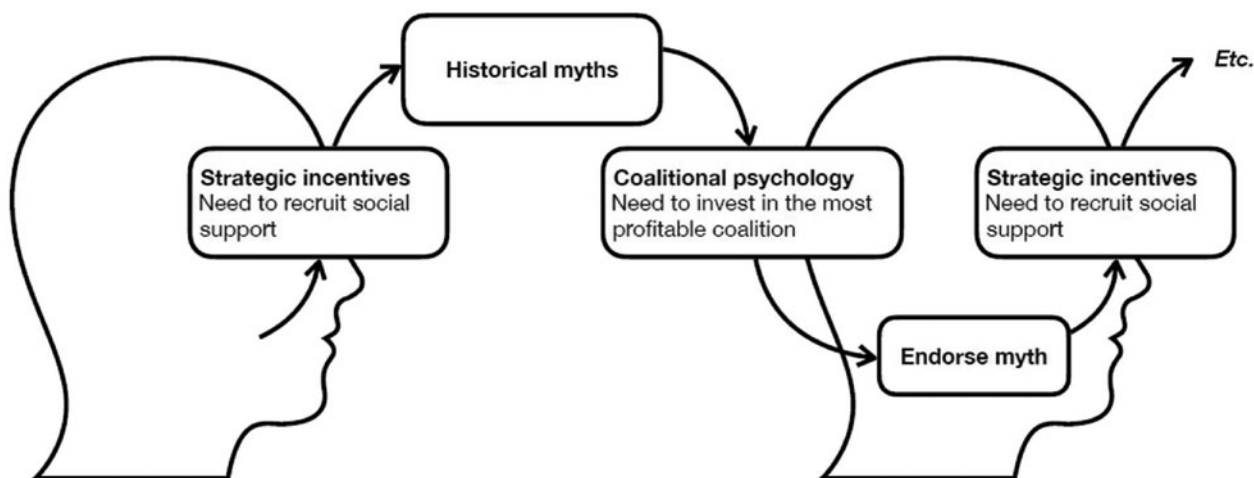 Historical myths
Etc.
Strategic incentives
Need to recruit social
support
Coalitional psychology
Need to invest in the most
profitable coalition
Strategic incentives
Need to recruit social
support
Endorse myth